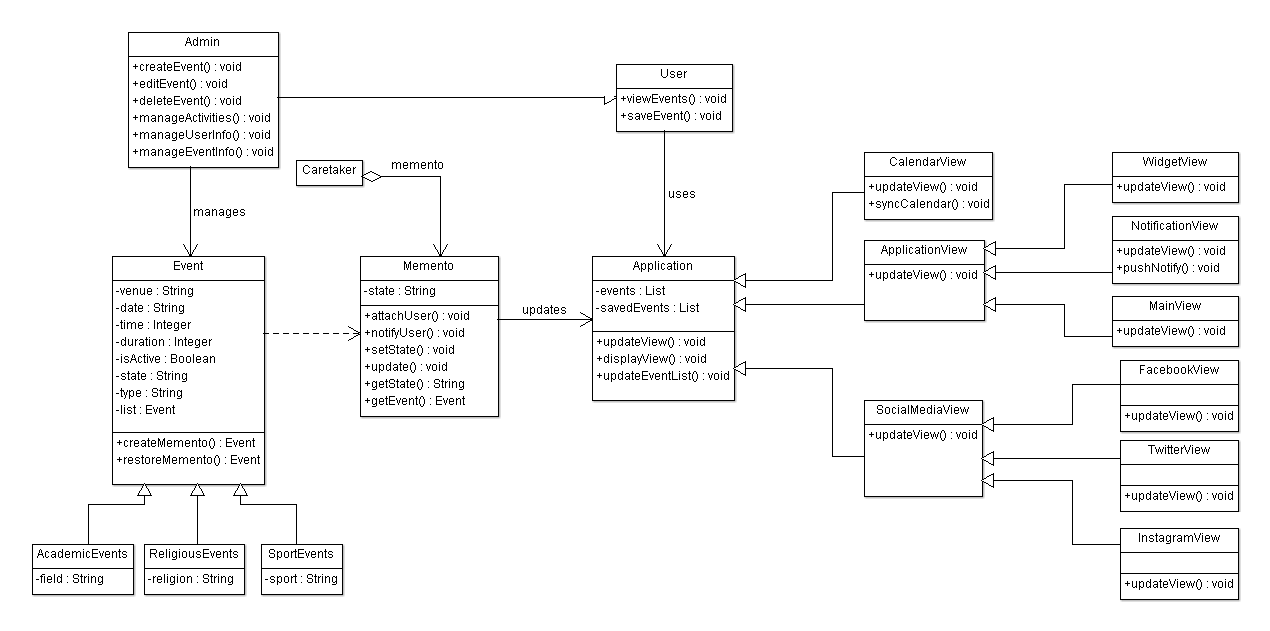 Admin
+createEvent() : void
+editEvent() : void
+deleteEvent() : void
+manageActivities() : void
+manageUserInfo() : void
+manageEventInfo() : void
User
+viewEvents() : void
+saveEvent() : void
Caretaker
memento
manages
uses
CalendarView
+updateView() : void
+syncCalendar() : void
WidgetView
+updateView() : void
NotificationView
+updateView() : void
+pushNotify() : void
ApplicationView
+updateView() : void
MainView
+updateView() : void
Event
-venue : String
-date : String
-time : Integer
-duration : Integer
-isActive : Boolean
-state : String
-type : String
-list : Event
+createMemento() : Event
+restoreMemento() : Event
Memento
-state : String
+attachUser() : void
+notifyUser() : void
+setState() : void
+update() : void
+getState() : String
+getEvent() : Event
updates
Application
-events : List
-savedEvents : List
+updateView() : void
+displayView() : void
+updateEventList() : void
FacebookView
+updateView() : void
SocialMediaView
+updateView() : void
TwitterView
+updateView() : void
InstagramView
+updateView() : void
AcademicEvents
-field : String
ReligiousEvents
-religion : String
SportEvents
-sport : String